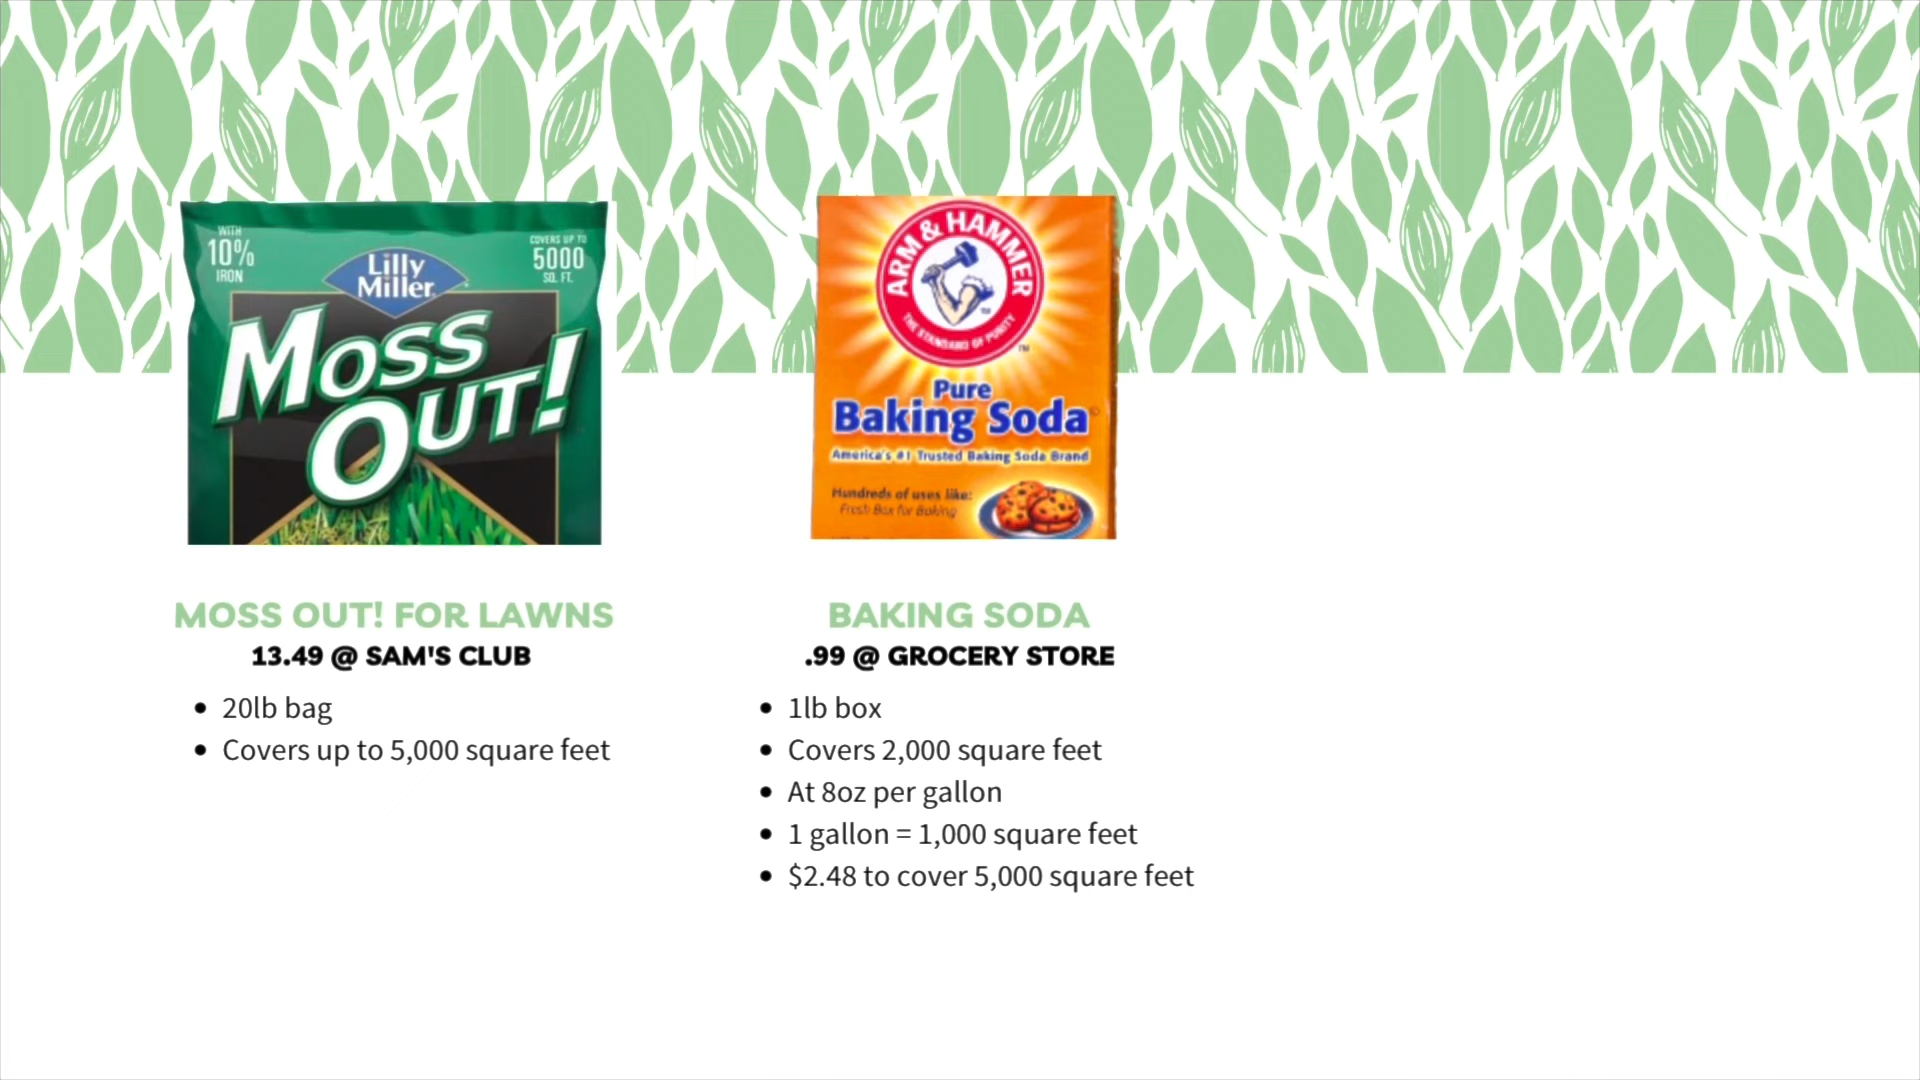 WITH
10%
IRON
COVERS UP TO
5000
SQ. FT.
Lilly
Miller
MOSS
OUT!
ARM & HAMMER
THE STANDARD OF PURITY
TM
Pure
Baking Soda
America's #1 Trusted Baking Soda Brand
Hundreds of uses like:
Fresh Box for Baking
MOSS OUT! FOR LAWNS
13.49 @ SAM'S CLUB
• 20lb bag
• Covers up to 5,000 square feet
BAKING SODA
.99 @ GROCERY STORE
• 1lb box
• Covers 2,000 square feet
• At 8oz per gallon
• 1 gallon = 1,000 square feet
• $2.48 to cover 5,000 square feet